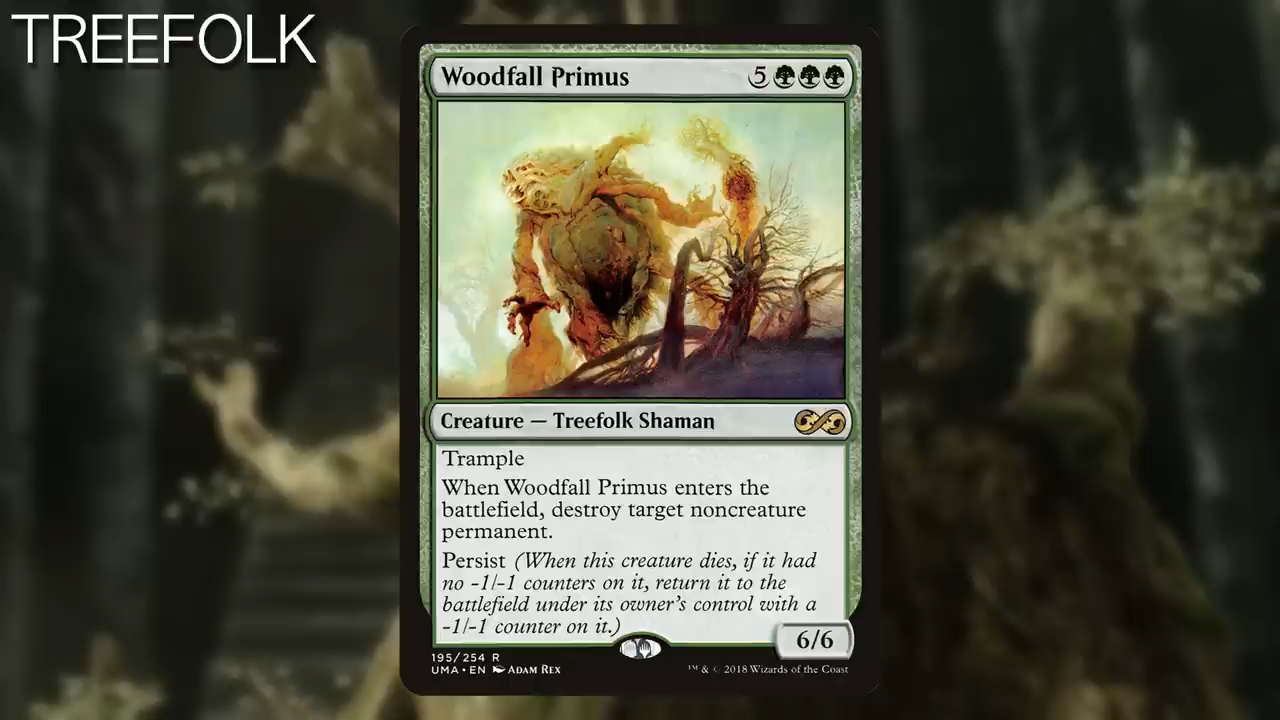 TREEFOLK
Woodfall Primus 5
Creature — Treefolk Shaman
Trample
When Woodfall Primus enters the
battlefield, destroy target noncreature
permanent.
Persist (When this creature dies, if it had
no -1/-1 counters on it, return it to the
battlefield under its owner's control with a
-1/-1 counter on it.)
6/6
195/254 R
UMA • EN ADAM REX
™ & © 2018 Wizards of the Coast